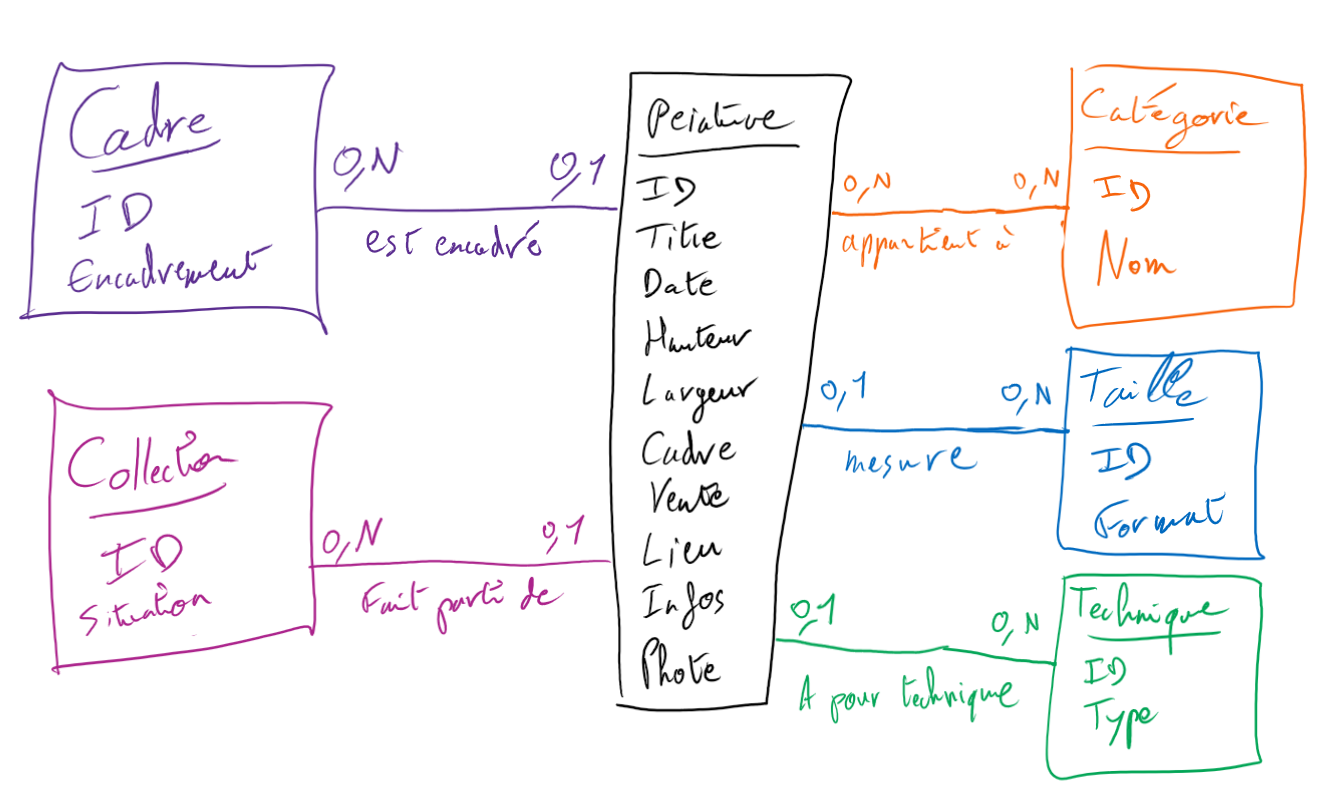 Cadre
ID
Encadrement
0,N
0,1
est encadré
Collection
ID
Situation
0,N
0,1
Fait parti de
Peinture
ID
Titre
Date
Hauteur
Largeur
Cadre
Vente
Lieu
Infos
Photo
0,N
0,N
appartient à
Catégorie
ID
Nom
0,1
0,N
mesure
Taille
ID
Format
0,1
0,N
A pour technique
Technique
ID
Type